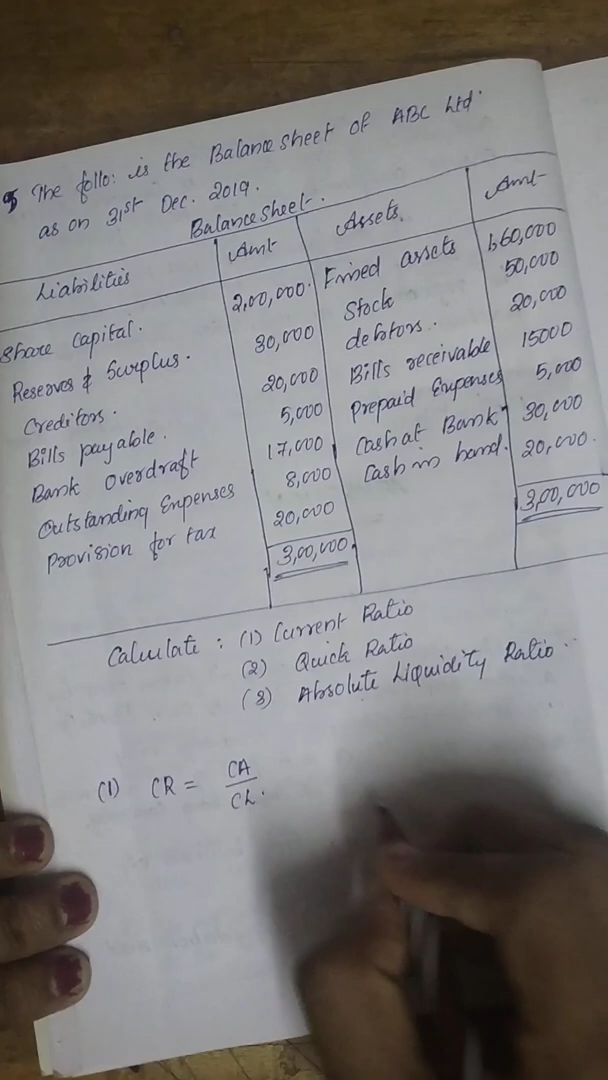 5 The follo: is the Balance sheet of ABC Ltd.
as on 31st Dec. 2019.
Balance sheet.
Liabilities Amt Assets. Amt
Share Capital. 2,00,000. Fixed assets 1,60,000
Reserves & Surplus. 30,000 Stock 50,000
Creditors. 20,000 debtors. 20,000
Bills payable. 5,000 Bills receivable 15000
Bank Overdraft 17,000 Prepaid Expenses 5,000
Outstanding Expenses 8,000 Cash at Bank 30,000
Provision for tax 20,000 Cash in hand. 20,000.
3,00,000. 3,00,000
Calculate : (1) Current Ratio
(2) Quick Ratio
(3) Absolute Liquidity Ratio.
(1) CR = CA
CL.